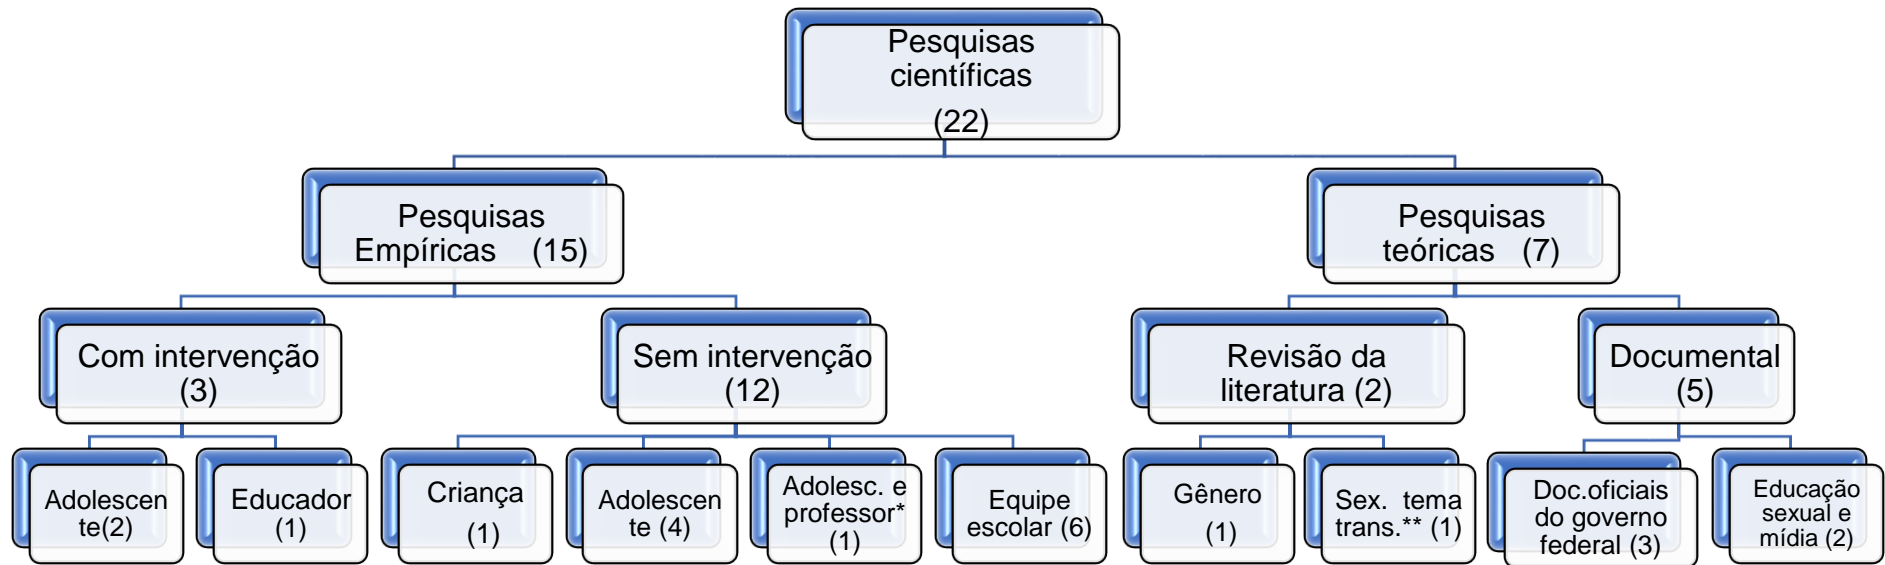 Pesquisas
científicas
(22)
Pesquisas
Empíricas (15)
Pesquisas
teóricas (7)
Com intervenção
(3)
Sem intervenção
(12)
Revisão da
literatura (2)
Documental
(5)
Adolescen
te(2)
Educador
(1)
Criança
(1)
Adolescen
te (4)
Adolesc. e
professor*
(1)
Equipe
escolar (6)
Gênero
(1)
Sex. tema
trans.** (1)
Doc.oficiais
do governo
federal (3)
Educação
sexual e
mídia (2)